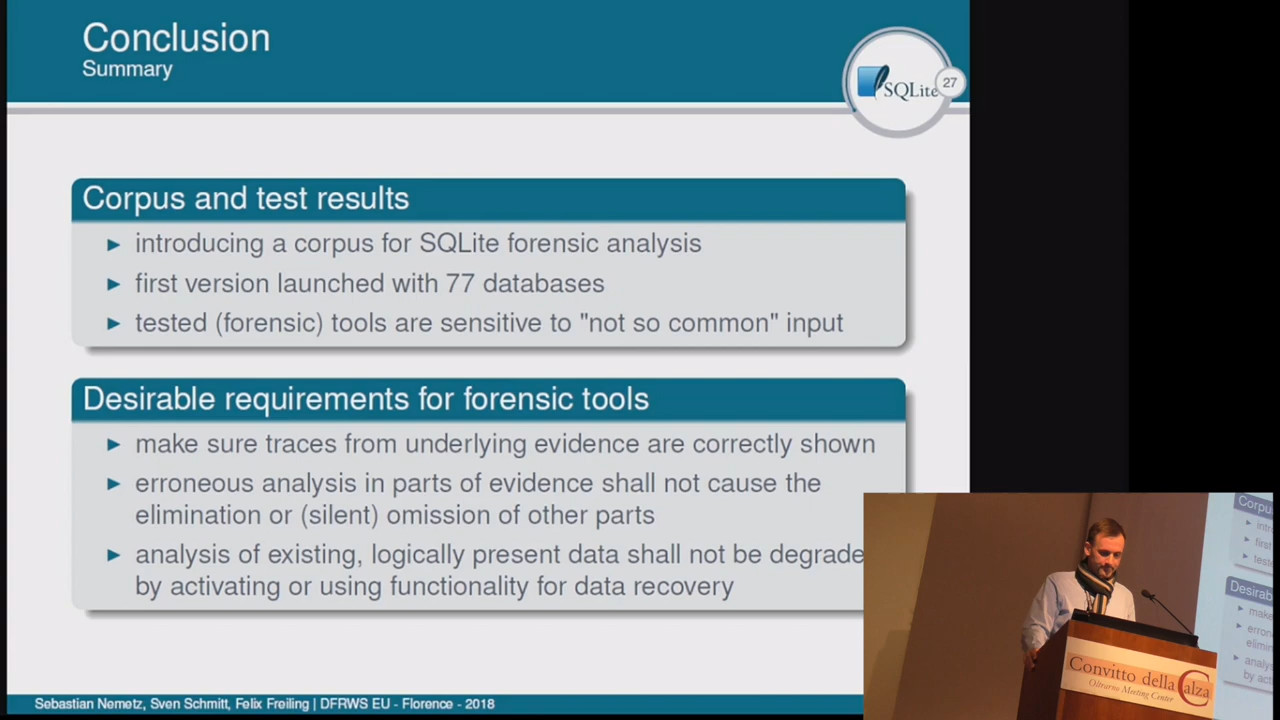 Conclusion
Summary
SQLite
27
Corpus and test results
► introducing a corpus for SQLite forensic analysis
► first version launched with 77 databases
► tested (forensic) tools are sensitive to "not so common" input
Desirable requirements for forensic tools
► make sure traces from underlying evidence are correctly shown
► erroneous analysis in parts of evidence shall not cause the
elimination or (silent) omission of other parts
► analysis of existing, logically present data shall not be degrade
by activating or using functionality for data recovery
Sebastian Nemetz, Sven Schmitt, Felix Freiling | DFRWS EU - Florence - 2018
Convitto della Calza
Oltrarno Meeting Center
Corpus
Desirable